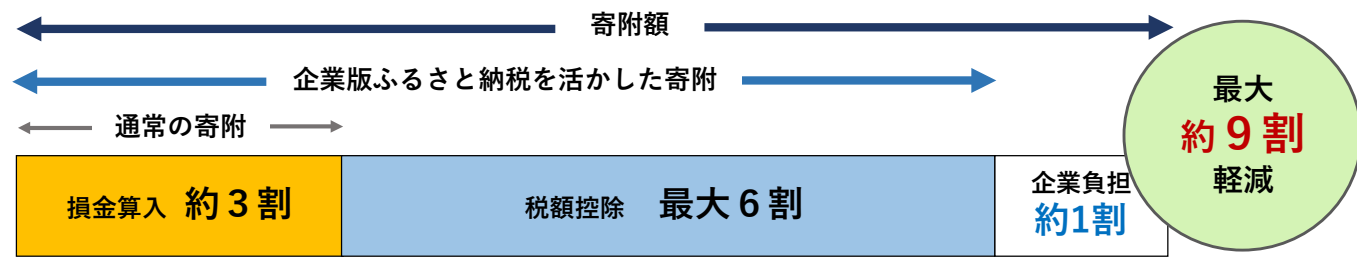 寄附額
企業版ふるさと納税を活かした寄附
通常の寄附
損金算入 約３割
税額控除 最大６割
企業負担
約1割
最大
約９割
軽減